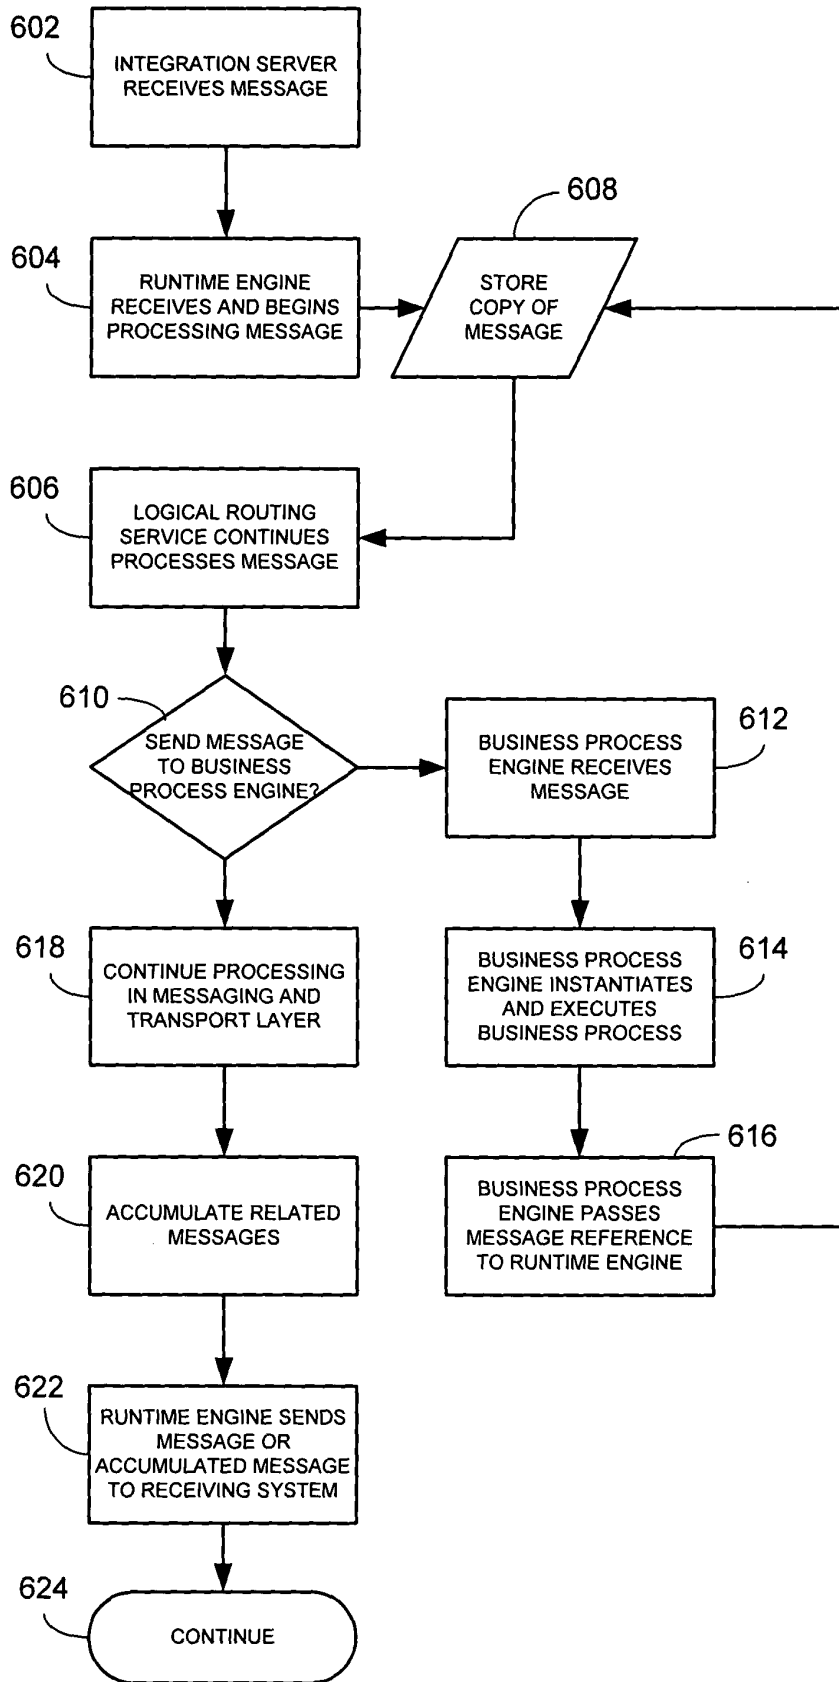 602
INTEGRATION SERVER
RECEIVES MESSAGE
608
604
RUNTIME ENGINE
RECEIVES AND BEGINS
PROCESSING MESSAGE
STORE
COPY OF
MESSAGE
606
LOGICAL ROUTING
SERVICE CONTINUES
PROCESSES MESSAGE
610
SEND MESSAGE
TO BUSINESS
PROCESS ENGINE?
612
BUSINESS PROCESS
ENGINE RECEIVES
MESSAGE
618
CONTINUE PROCESSING
IN MESSAGING AND
TRANSPORT LAYER
614
BUSINESS PROCESS
ENGINE INSTANTIATES
AND EXECUTES
BUSINESS PROCESS
616
620
ACCUMULATE RELATED
MESSAGES
BUSINESS PROCESS
ENGINE PASSES
MESSAGE REFERENCE
TO RUNTIME ENGINE
622
RUNTIME ENGINE SENDS
MESSAGE OR
ACCUMULATED MESSAGE
TO RECEIVING SYSTEM
624
CONTINUE